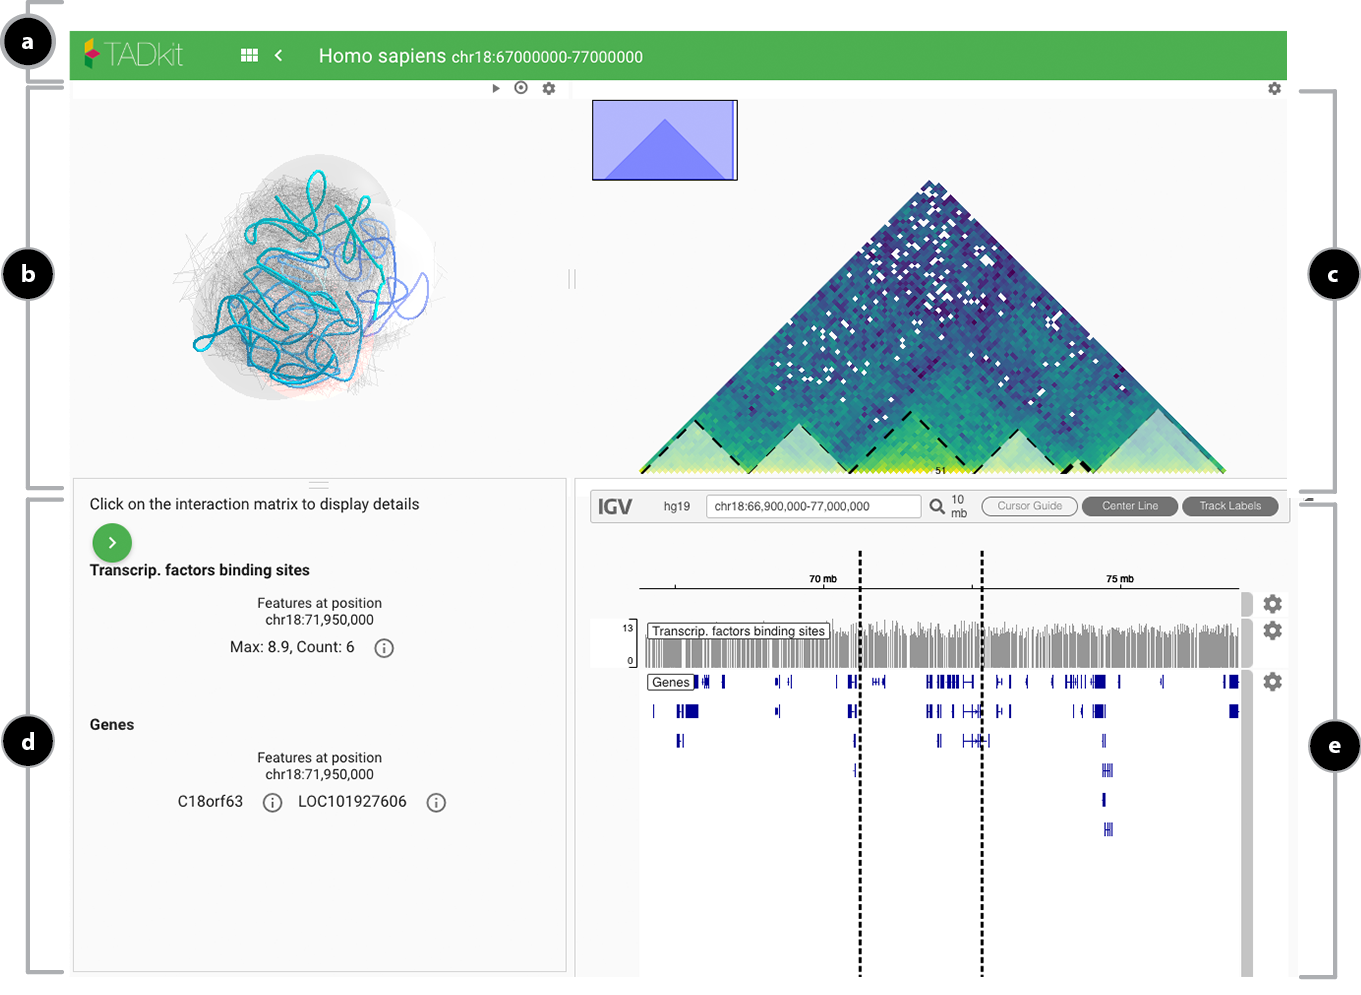 a
TADkit
Homo sapiens chr18:67000000-77000000
b
c
51
Click on the interaction matrix to display details
Transcrip. factors binding sites
Features at position
chr18:71,950,000
Max: 8.9, Count: 6
Genes
Features at position
chr18:71,950,000
C18orf63 LOC101927606
d
IGV hg19 chr18:66,900,000-77,000,000 10 mb Cursor Guide Center Line Track Labels
70 mb 75 mb
13
Transcrip. factors binding sites
0
Genes
e